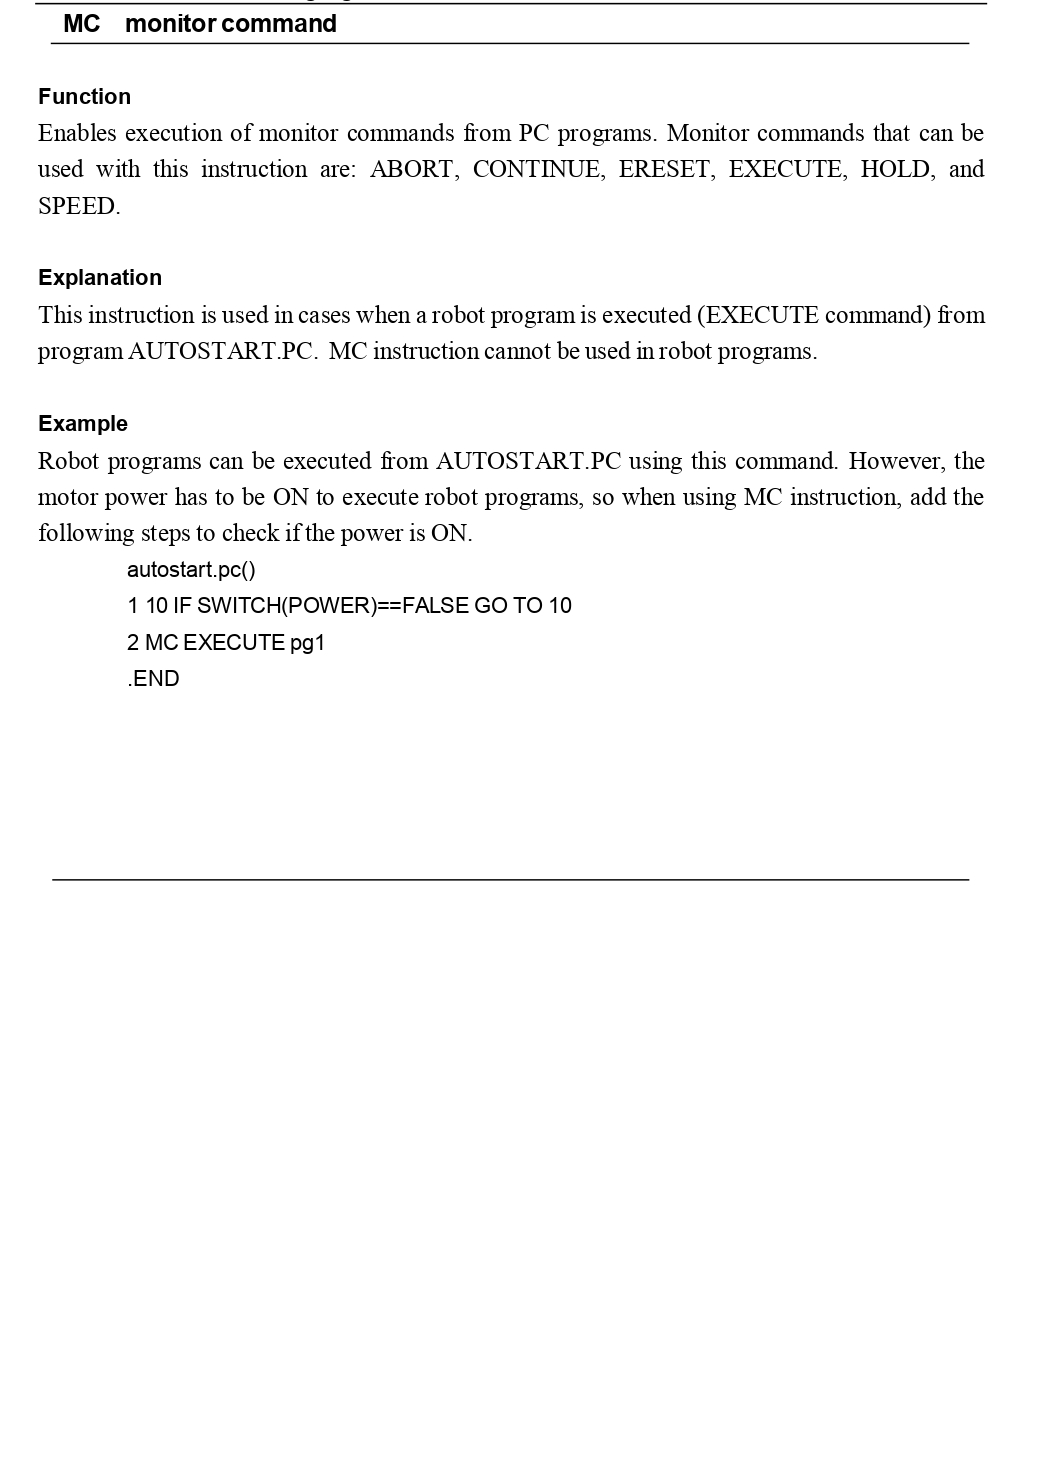 MC monitor command
Function
Enables execution of monitor commands from PC programs. Monitor commands that can be
used with this instruction are: ABORT, CONTINUE, ERESET, EXECUTE, HOLD, and
SPEED.
Explanation
This instruction is used in cases when a robot program is executed (EXECUTE command) from
program AUTOSTART.PC. MC instruction cannot be used in robot programs.
Example
Robot programs can be executed from AUTOSTART.PC using this command. However, the
motor power has to be ON to execute robot programs, so when using MC instruction, add the
following steps to check if the power is ON.
autostart.pc()
1 10 IF SWITCH(POWER)==FALSE GO TO 10
2 MC EXECUTE pg1
.END